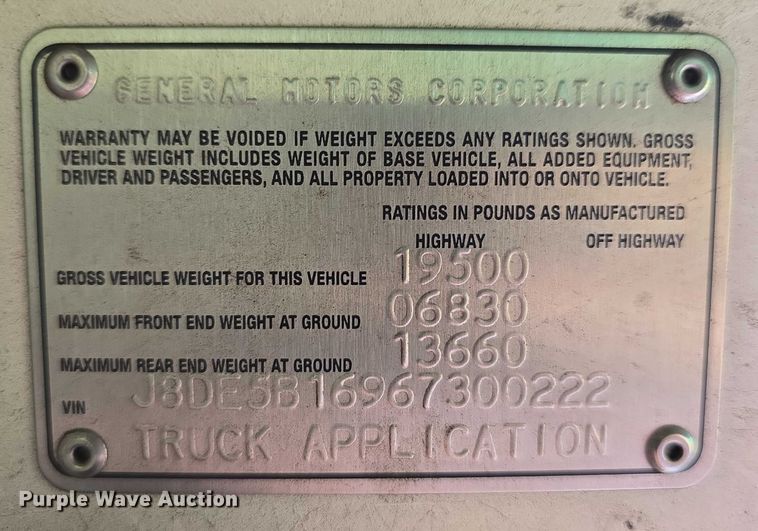 GENERAL MOTORS CORPORATION
WARRANTY MAY BE VOIDED IF WEIGHT EXCEEDS ANY RATINGS SHOWN. GROSS
VEHICLE WEIGHT INCLUDES WEIGHT OF BASE VEHICLE, ALL ADDED EQUIPMENT,
DRIVER AND PASSENGERS, AND ALL PROPERTY LOADED INTO OR ONTO VEHICLE.
RATINGS IN POUNDS AS MANUFACTURED
HIGHWAY OFF HIGHWAY
GROSS VEHICLE WEIGHT FOR THIS VEHICLE 19500
MAXIMUM FRONT END WEIGHT AT GROUND 06830
MAXIMUM REAR END WEIGHT AT GROUND 13660
VIN J8DE5B16967300222
TRUCK APPLICATION
Purple Wave Auction